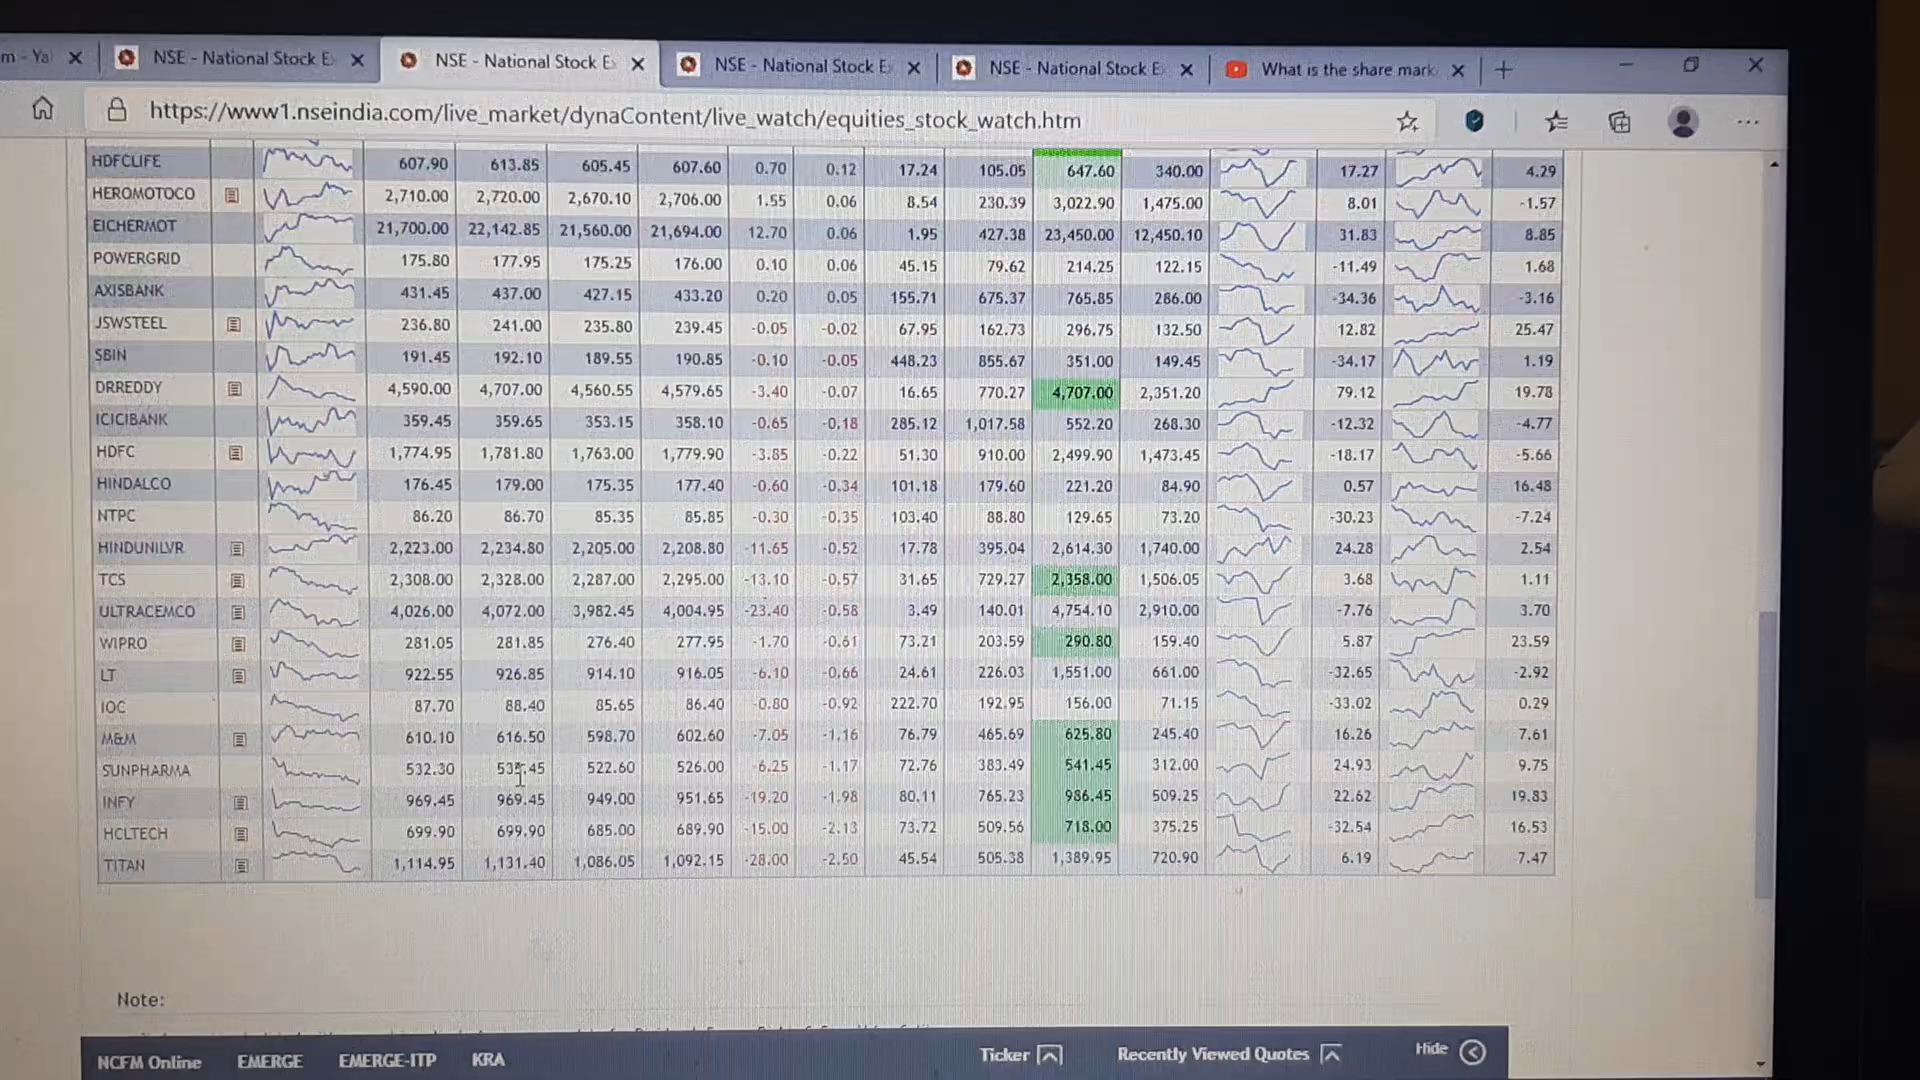 m - Ya
NSE - National Stock E
NSE - National Stock E
NSE - National Stock E
NSE - National Stock E
What is the share mark
https://www1.nseindia.com/live_market/dynaContent/live_watch/equities_stock_watch.htm
HDFCLIFE 607.90 613.85 605.45 607.60 0.70 0.12 17.24 105.05 647.60 340.00 17.27 4.29
HEROMOTOCO 2,710.00 2,720.00 2,670.10 2,706.00 1.55 0.06 8.54 230.39 3,022.90 1,475.00 8.01 -1.57
EICHERMOT 21,700.00 22,142.85 21,560.00 21,694.00 12.70 0.06 1.95 427.38 23,450.00 12,450.10 31.83 8.85
POWERGRID 175.80 177.95 175.25 176.00 0.10 0.06 45.15 79.62 214.25 122.15 -11.49 1.68
AXISBANK 431.45 437.00 427.15 433.20 0.20 0.05 155.71 675.37 765.85 286.00 -34.36 -3.16
JSWSTEEL 236.80 241.00 235.80 239.45 -0.05 -0.02 67.95 162.73 296.75 132.50 12.82 25.47
SBIN 191.45 192.10 189.55 190.85 -0.10 -0.05 448.23 855.67 351.00 149.45 -34.17 1.19
DRREDDY 4,590.00 4,707.00 4,560.55 4,579.65 -3.40 -0.07 16.65 770.27 4,707.00 2,351.20 79.12 19.78
ICICIBANK 359.45 359.65 353.15 358.10 -0.65 -0.18 285.12 1,017.58 552.20 268.30 -12.32 -4.77
HDFC 1,774.95 1,781.80 1,763.00 1,779.90 -3.85 -0.22 51.30 910.00 2,499.90 1,473.45 -18.17 -5.66
HINDALCO 176.45 179.00 175.35 177.40 -0.60 -0.34 101.18 179.60 221.20 84.90 0.57 16.48
NTPC 86.20 86.70 85.35 85.85 -0.30 -0.35 103.40 88.80 129.65 73.20 -30.23 -7.24
HINDUNILVR 2,223.00 2,234.80 2,205.00 2,208.80 -11.65 -0.52 17.78 395.04 2,614.30 1,740.00 24.28 2.54
TCS 2,308.00 2,328.00 2,287.00 2,295.00 -13.10 -0.57 31.65 729.27 2,358.00 1,506.05 3.68 1.11
ULTRACEMCO 4,026.00 4,072.00 3,982.45 4,004.95 -23.40 -0.58 3.49 140.01 4,754.10 2,910.00 -7.76 3.70
WIPRO 281.05 281.85 276.40 277.95 -1.70 -0.61 73.21 203.59 290.80 159.40 5.87 23.59
LT 922.55 926.85 914.10 916.05 -6.10 -0.66 24.61 226.03 1,551.00 661.00 -32.65 -2.92
IOC 87.70 88.40 85.65 86.40 -0.80 -0.92 222.70 192.95 156.00 71.15 -33.02 0.29
M&M 610.10 616.50 598.70 602.60 -7.05 -1.16 76.79 465.69 625.80 245.40 16.26 7.61
SUNPHARMA 532.30 522.60 526.00 -6.25 -1.17 72.76 383.49 541.45 312.00 24.93 9.75
INFY 969.45 969.45 949.00 951.65 -19.20 -1.98 80.11 765.23 986.45 509.25 22.62 19.83
HCLTECH 699.90 699.90 685.00 689.90 -15.00 -2.13 73.72 509.56 718.00 375.25 -32.54 16.53
TITAN 1,114.95 1,131.40 1,086.05 1,092.15 -28.00 -2.50 45.54 505.38 1,389.95 720.90 6.19 -7.47
Note:
NCFM Online EMERGE EMERGE-ITP KRA Ticker Recently Viewed Quotes Hide